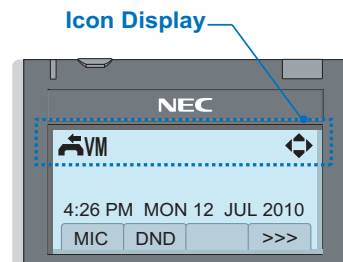 Icon Display
NEC
VM
4:26 PM MON 12 JUL 2010
MIC DND >>>